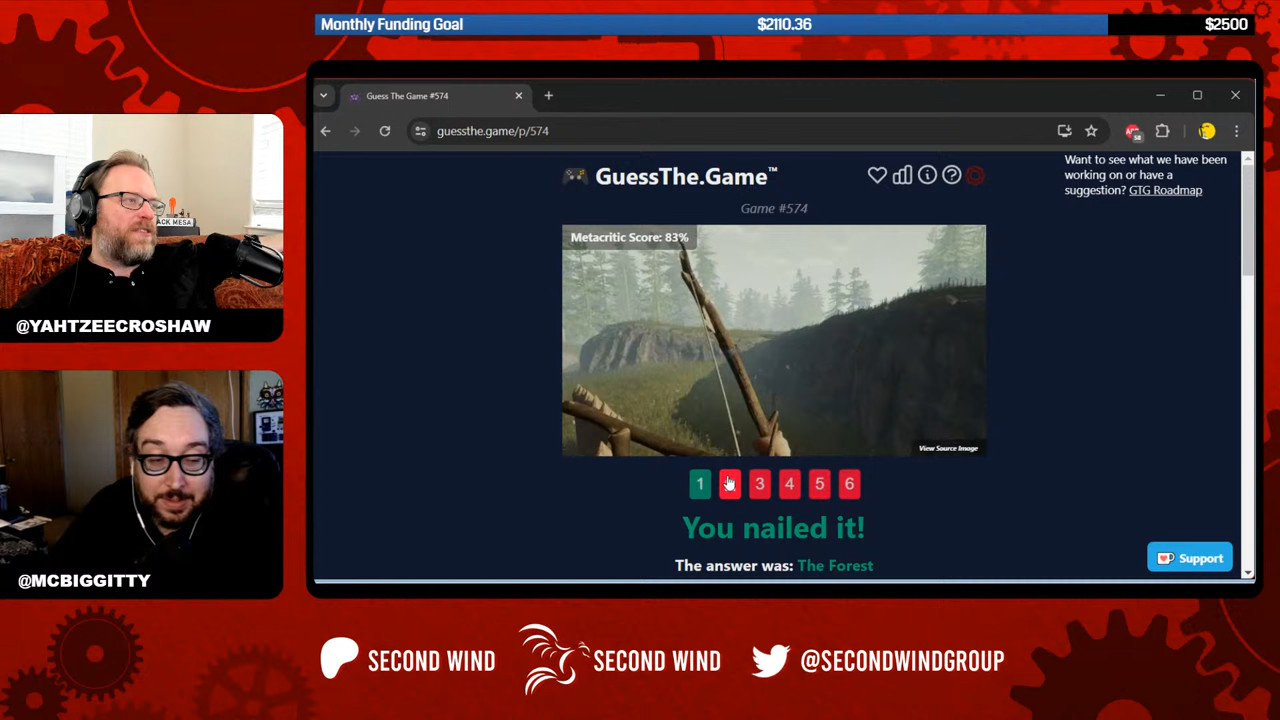 Monthly Funding Goal
$2110.36
$2500
Guess The Game #574
guessthe.game/p/574
Want to see what we have been
working on or have a
suggestion? GTG Roadmap
GuessThe.Game™
Game #574
Metacritic Score: 83%
View Source Image
1
3 4 5 6
You nailed it!
The answer was: The Forest
Support
ACK MESA
@YAHTZEECROSHAW
@MCBIGGITTY
SECOND WIND
SECOND WIND
@SECONDWINDGROUP